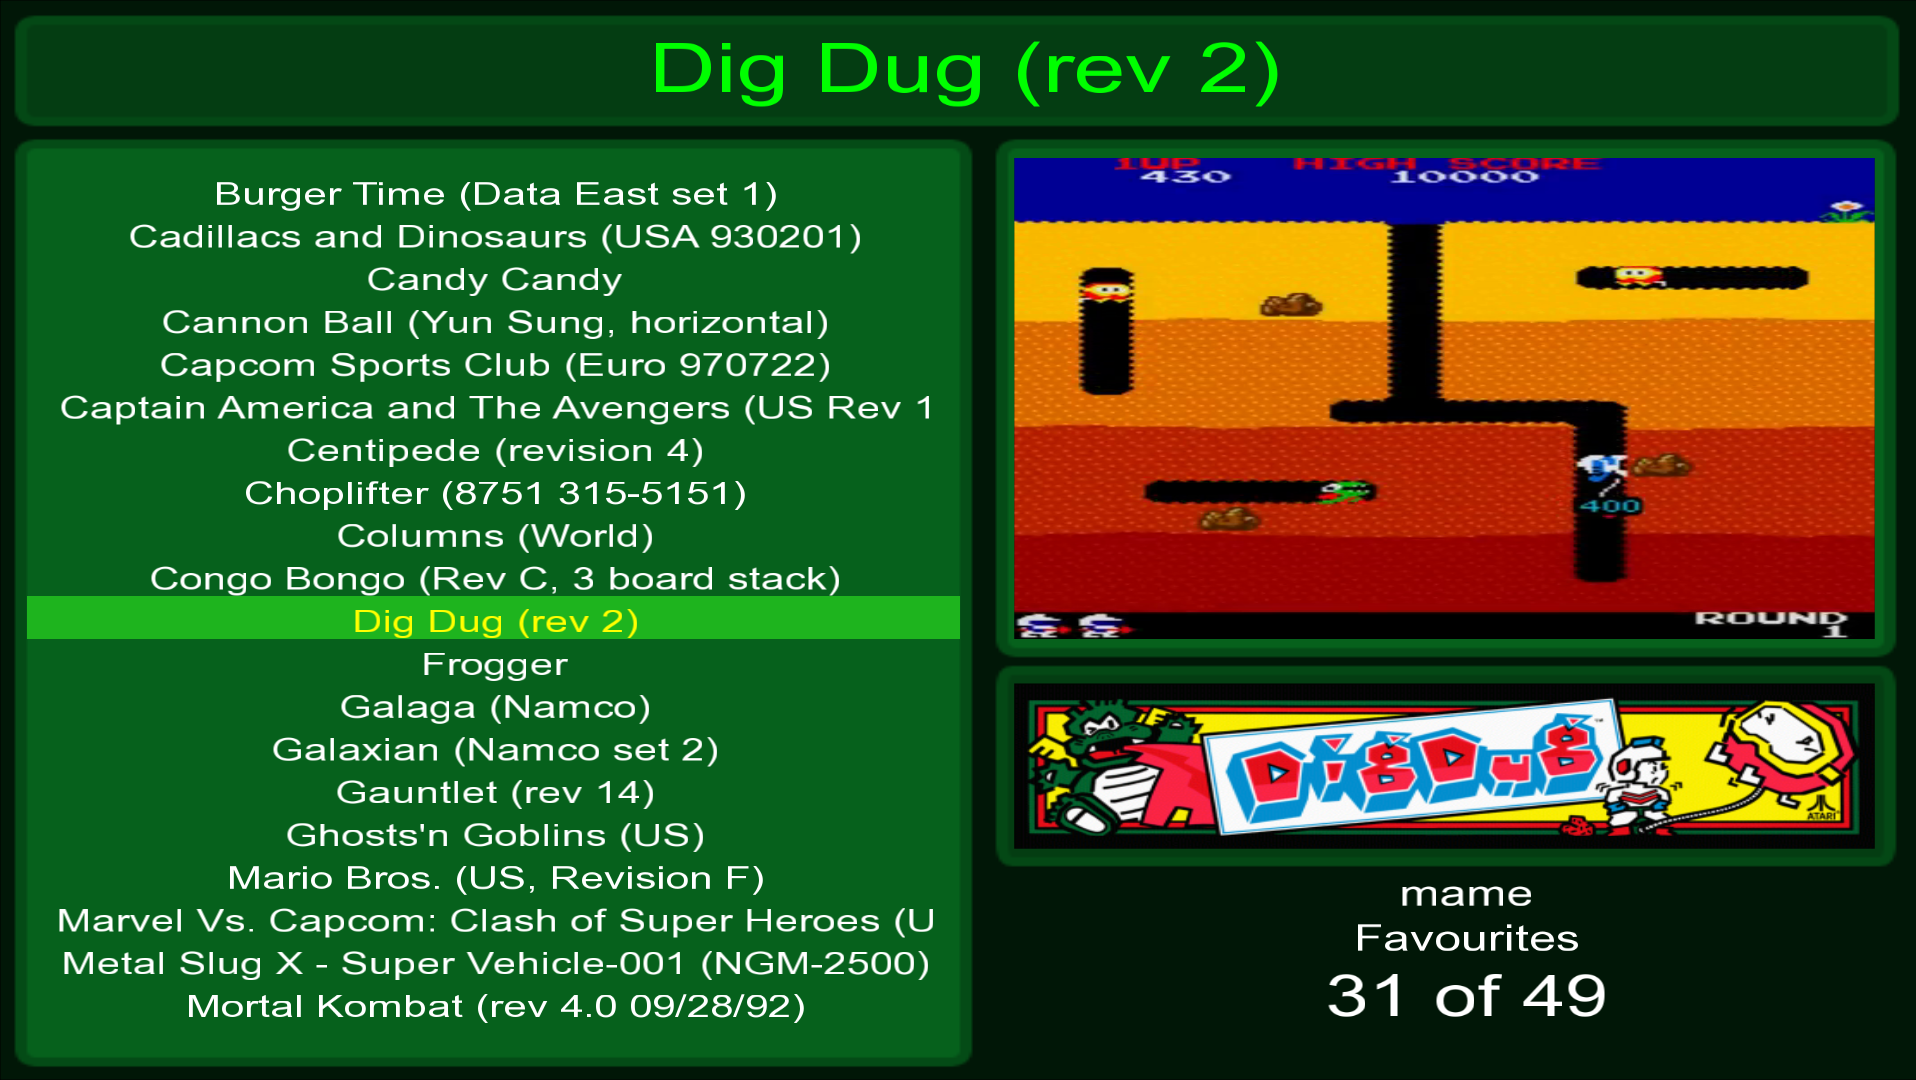 Dig Dug (rev 2)
Burger Time (Data East set 1)
Cadillacs and Dinosaurs (USA 930201)
Candy Candy
Cannon Ball (Yun Sung, horizontal)
Capcom Sports Club (Euro 970722)
Captain America and The Avengers (US Rev 1
Centipede (revision 4)
Choplifter (8751 315-5151)
Columns (World)
Congo Bongo (Rev C, 3 board stack)
Dig Dug (rev 2)
Frogger
Galaga (Namco)
Galaxian (Namco set 2)
Gauntlet (rev 14)
Ghosts'n Goblins (US)
Mario Bros. (US, Revision F)
Marvel Vs. Capcom: Clash of Super Heroes (U
Metal Slug X - Super Vehicle-001 (NGM-2500)
Mortal Kombat (rev 4.0 09/28/92)
1UP HIGH SCORE
430 10000
400
ROUND
1
DIGDUG ™
ATARI
mame
Favourites
31 of 49